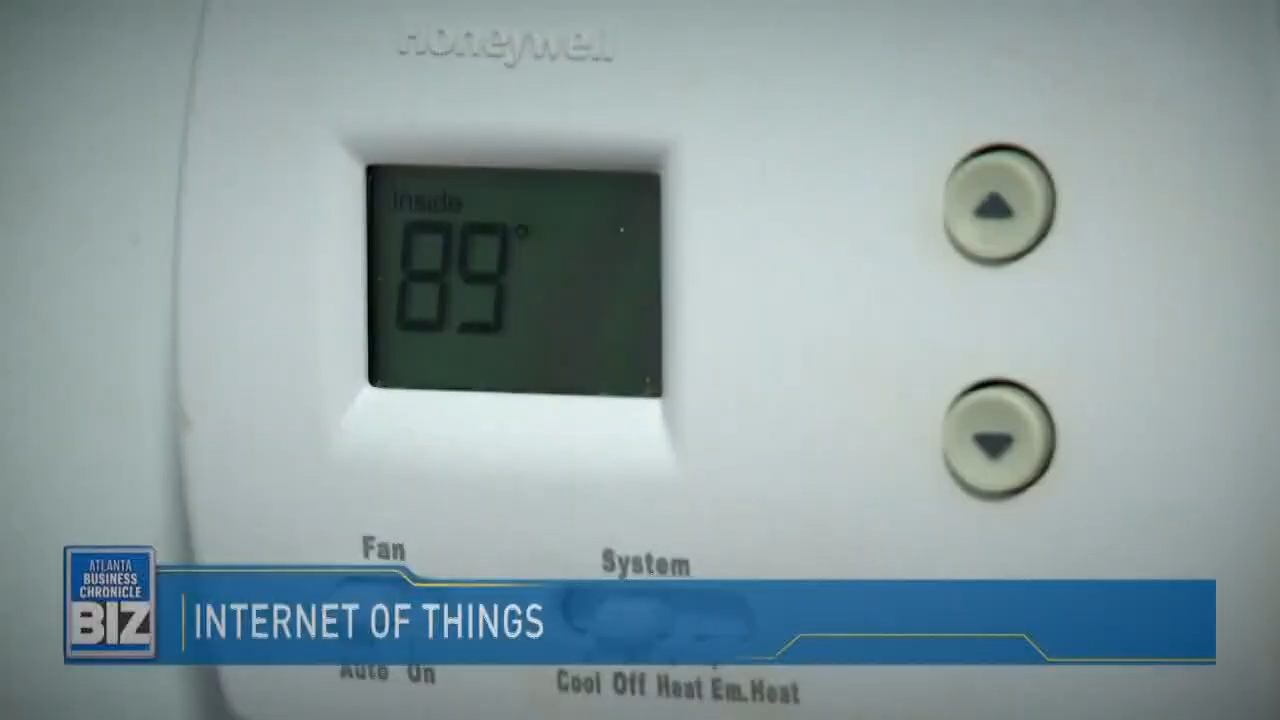 Honeywell
Inside
89°
Fan
System
ATLANTA
BUSINESS
CHRONICLE
BIZ
INTERNET OF THINGS
Auto On
Cool Off Heat Em.Heat